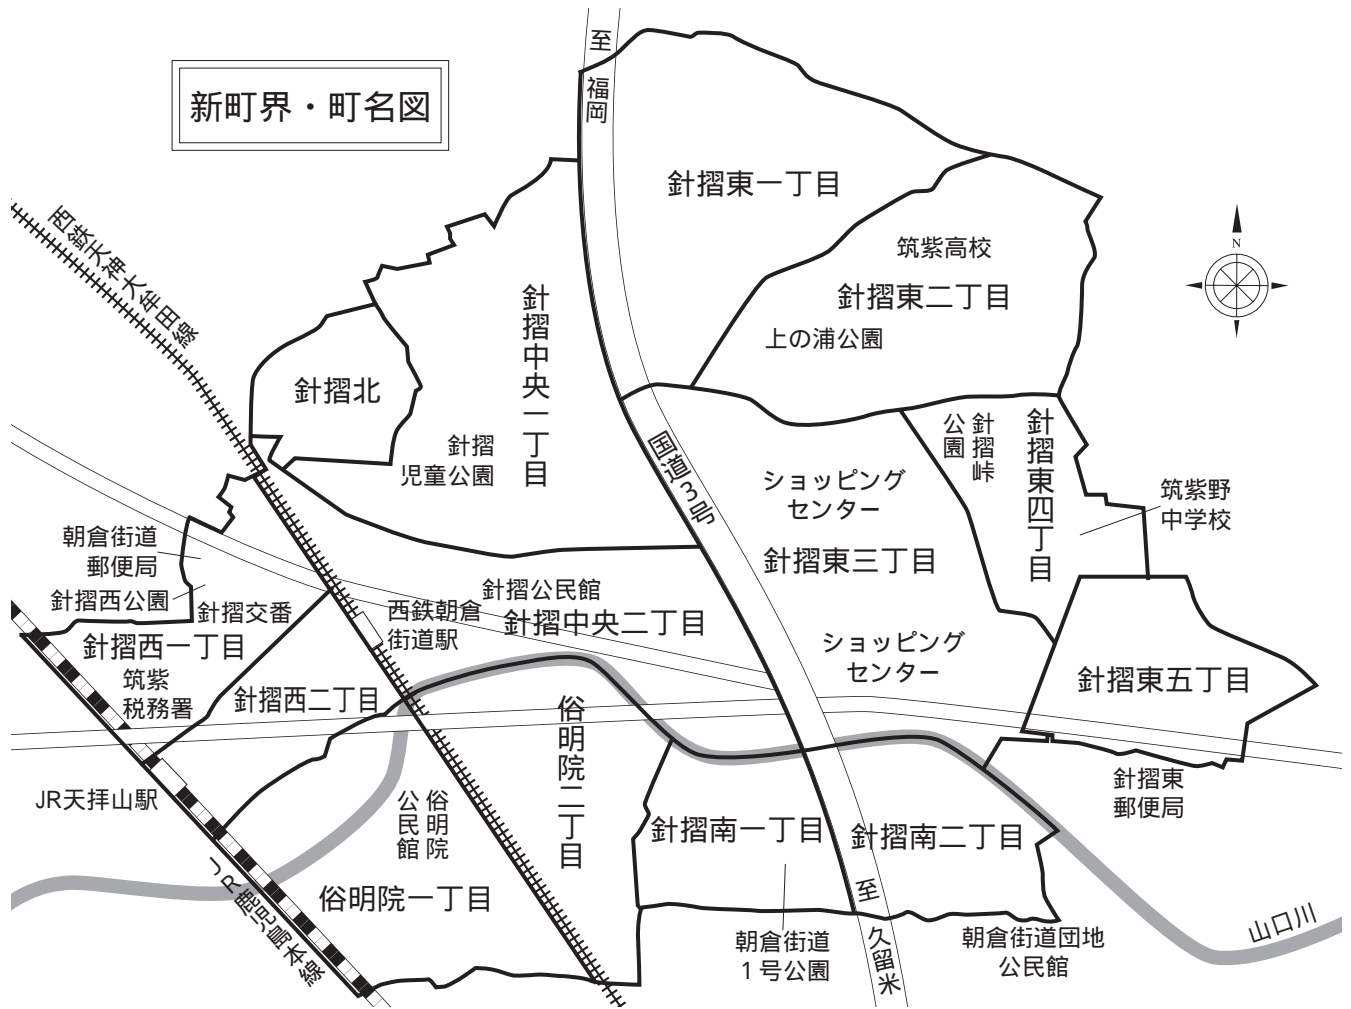 新町界・町名図
至
福岡
針摺東一丁目
筑紫高校
針摺東二丁目
上の浦公園
N
西鉄天神大牟田線
針摺中央一丁目
針摺北
針摺
児童公園
国道3号
ショッピング
センター
針摺東三丁目
針摺峠
公園
針摺東四丁目
筑紫野
中学校
朝倉街道
郵便局
針摺西公園
針摺交番
針摺西一丁目
筑紫
税務署
針摺西二丁目
西鉄朝倉
街道駅
針摺公民館
針摺中央二丁目
ショッピング
センター
針摺東五丁目
針摺東
郵便局
JR天拝山駅
俗明院
公民館
俗明院二丁目
俗明院一丁目
針摺南一丁目
針摺南二丁目
JR鹿児島本線
朝倉街道
1号公園
至
久留米
朝倉街道団地
公民館
山口川